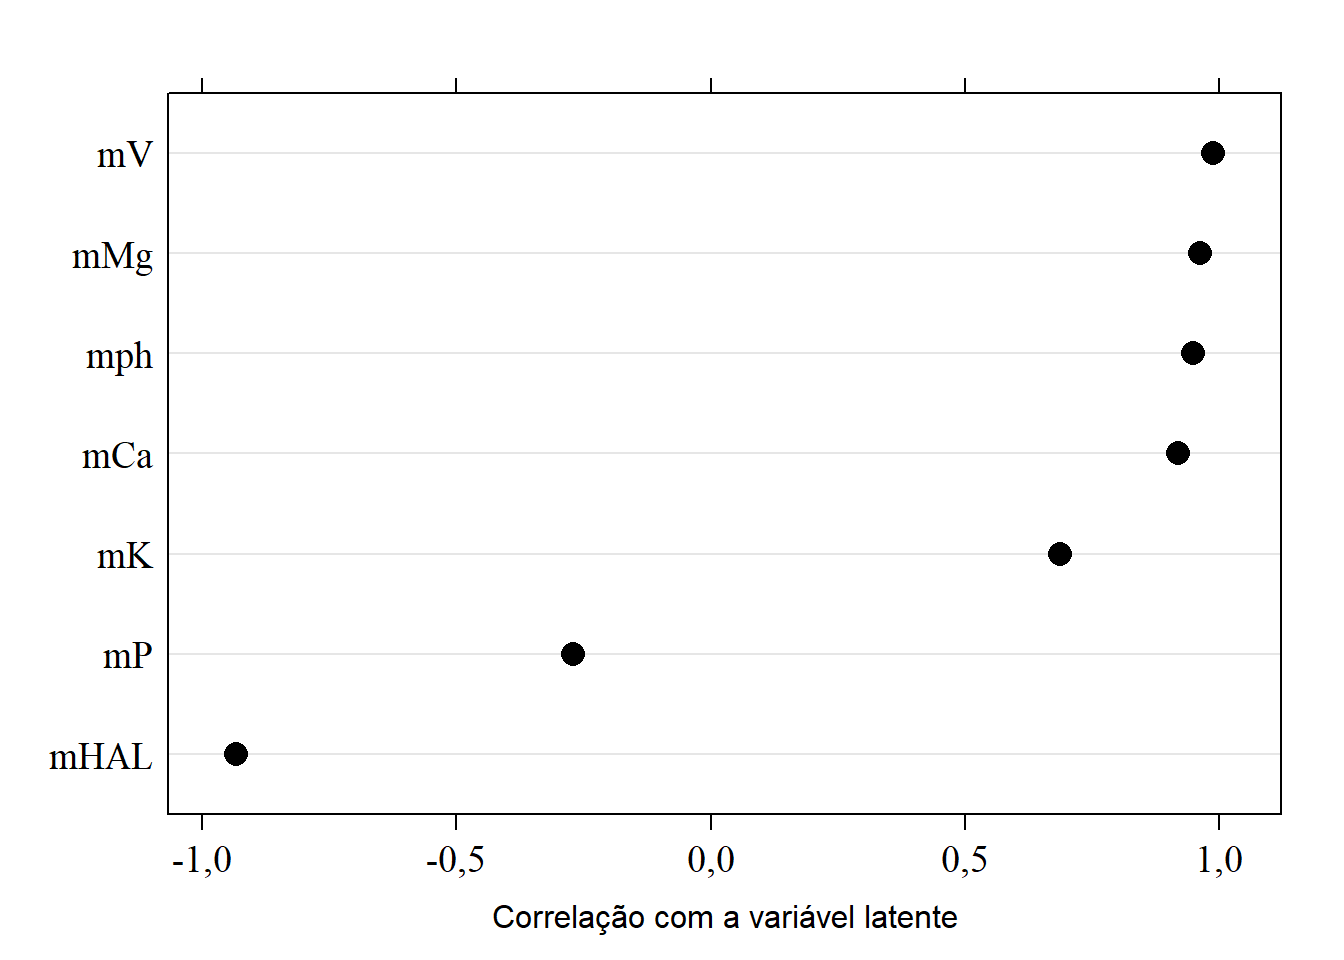 mV
mMg
mph
mCa
mK
mP
mHAL
-1,0 -0,5 0,0 0,5 1,0
Correlação com a variável latente